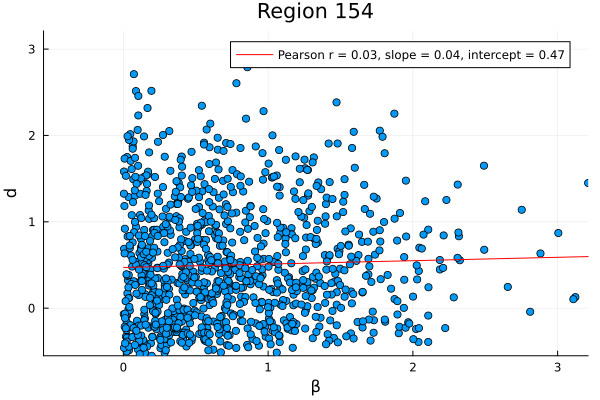 Region 154
Pearson r = 0.03, slope = 0.04, intercept = 0.47
3
2
1
0
d
0 1 2 3
β